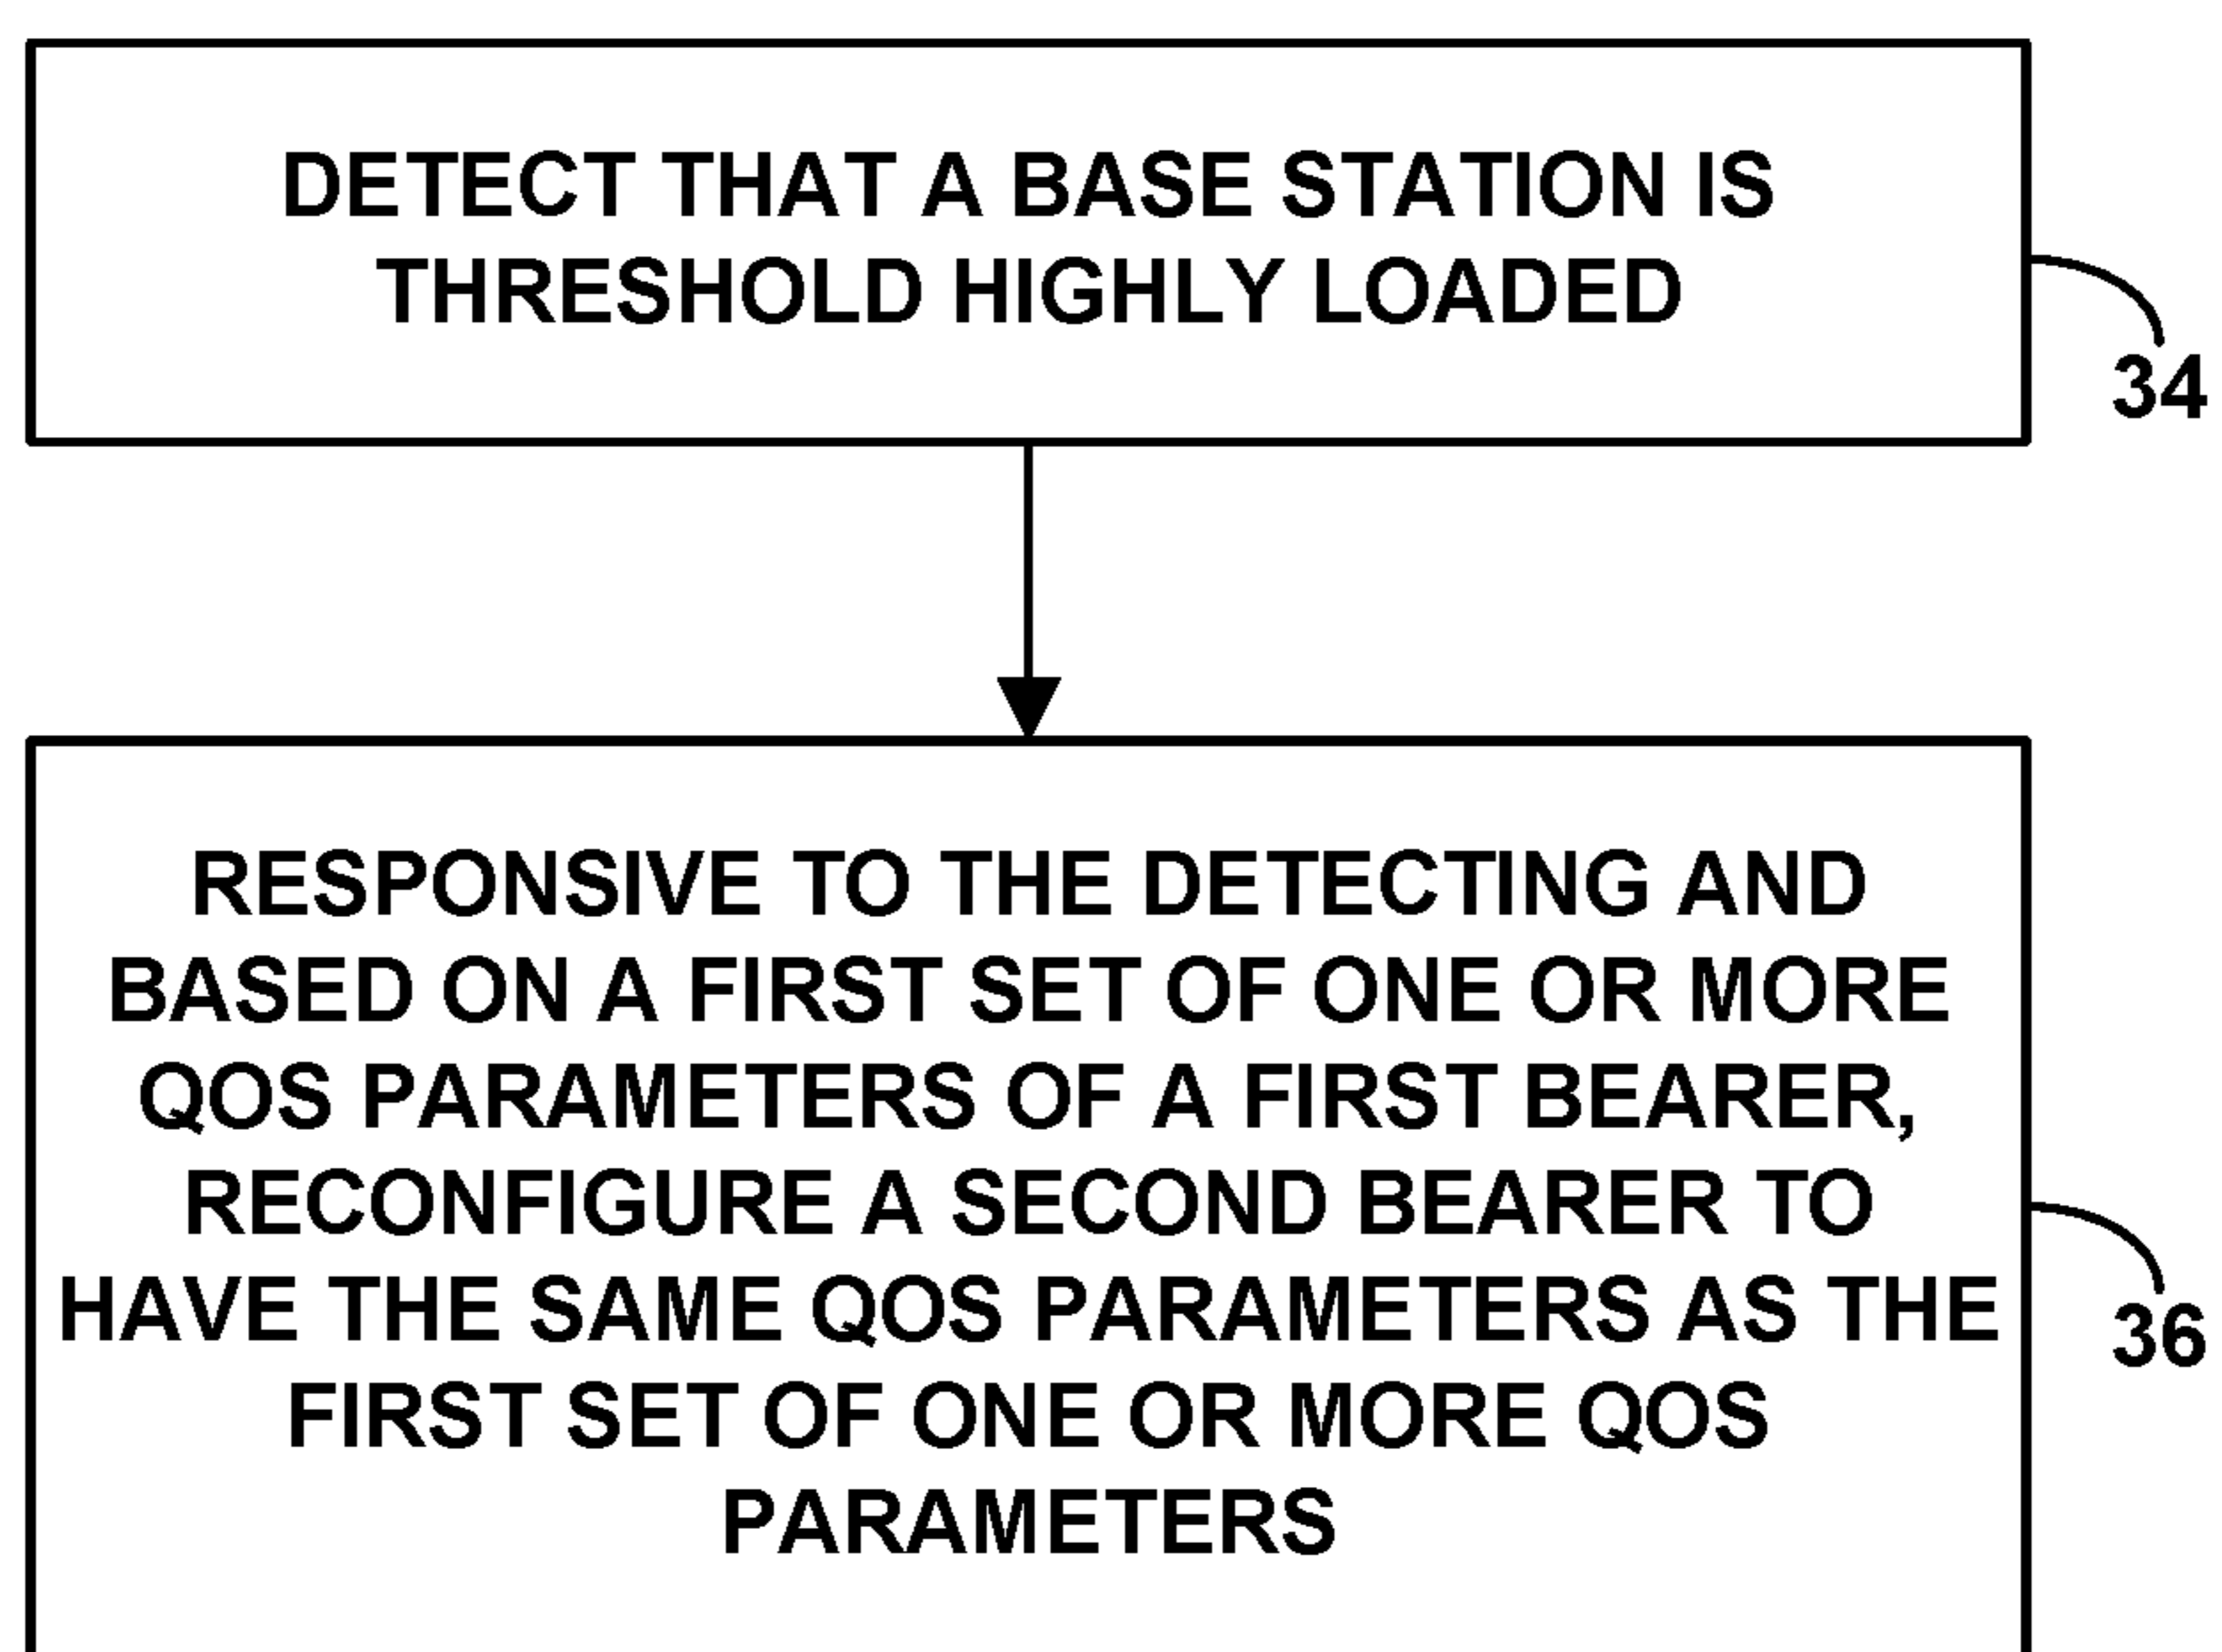 DETECT THAT A BASE STATION IS
THRESHOLD HIGHLY LOADED
34
RESPONSIVE TO THE DETECTING AND
BASED ON A FIRST SET OF ONE OR MORE
QOS PARAMETERS OF A FIRST BEARER,
RECONFIGURE A SECOND BEARER TO
HAVE THE SAME QOS PARAMETERS AS THE
FIRST SET OF ONE OR MORE QOS
PARAMETERS
36